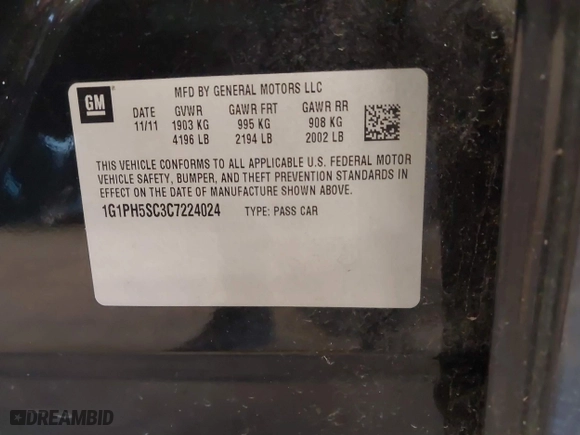 GM
MFD BY GENERAL MOTORS LLC
DATE GVWR GAWR FRT GAWR RR
11/11 1903 KG 995 KG 908 KG
4196 LB 2194 LB 2002 LB
THIS VEHICLE CONFORMS TO ALL APPLICABLE U.S. FEDERAL MOTOR
VEHICLE SAFETY, BUMPER, AND THEFT PREVENTION STANDARDS IN
EFFECT ON THE DATE OF MANUFACTURE SHOWN ABOVE.
1G1PH5SC3C7224024 TYPE: PASS CAR
DREAMBID